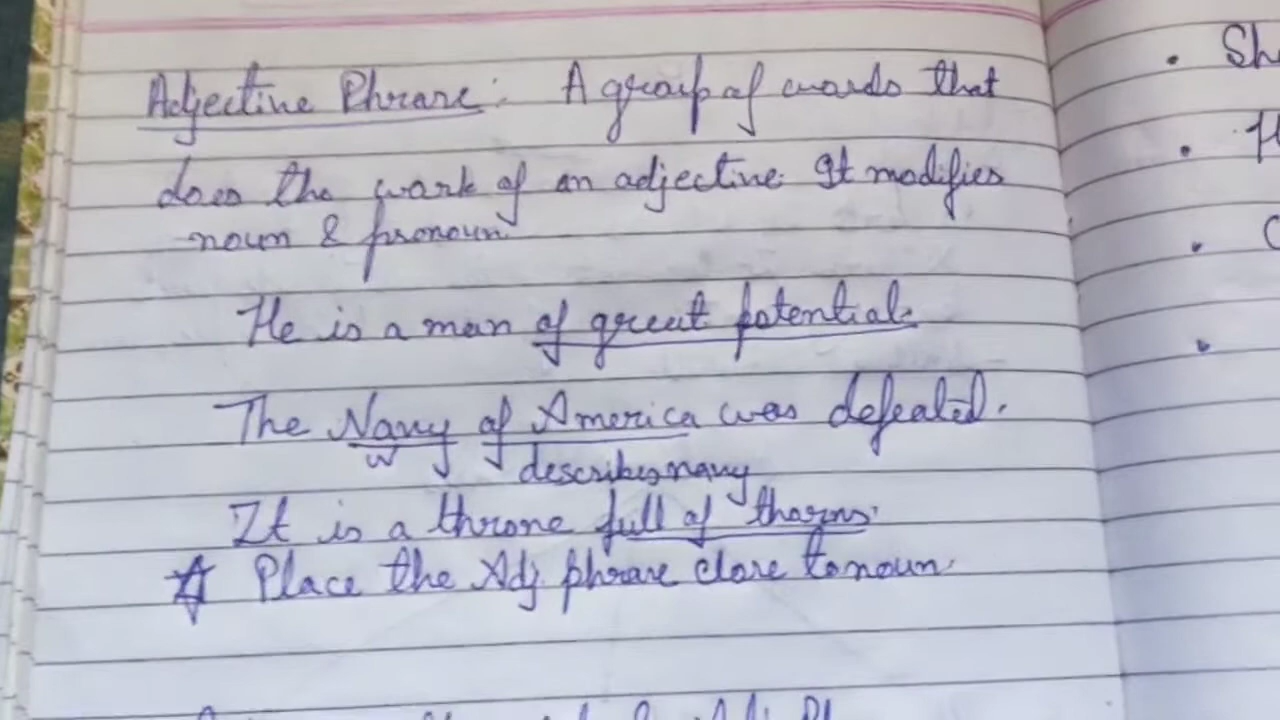 Adjective Phrase: A group of words that
does the work of an adjective. It modifies
noun & pronoun
He is a man of great potential.
The Navy of America was defeated.
describes navy
It is a throne full of thorns.
☆ Place the Adj phrase close to noun.
• Sh
•
•
•